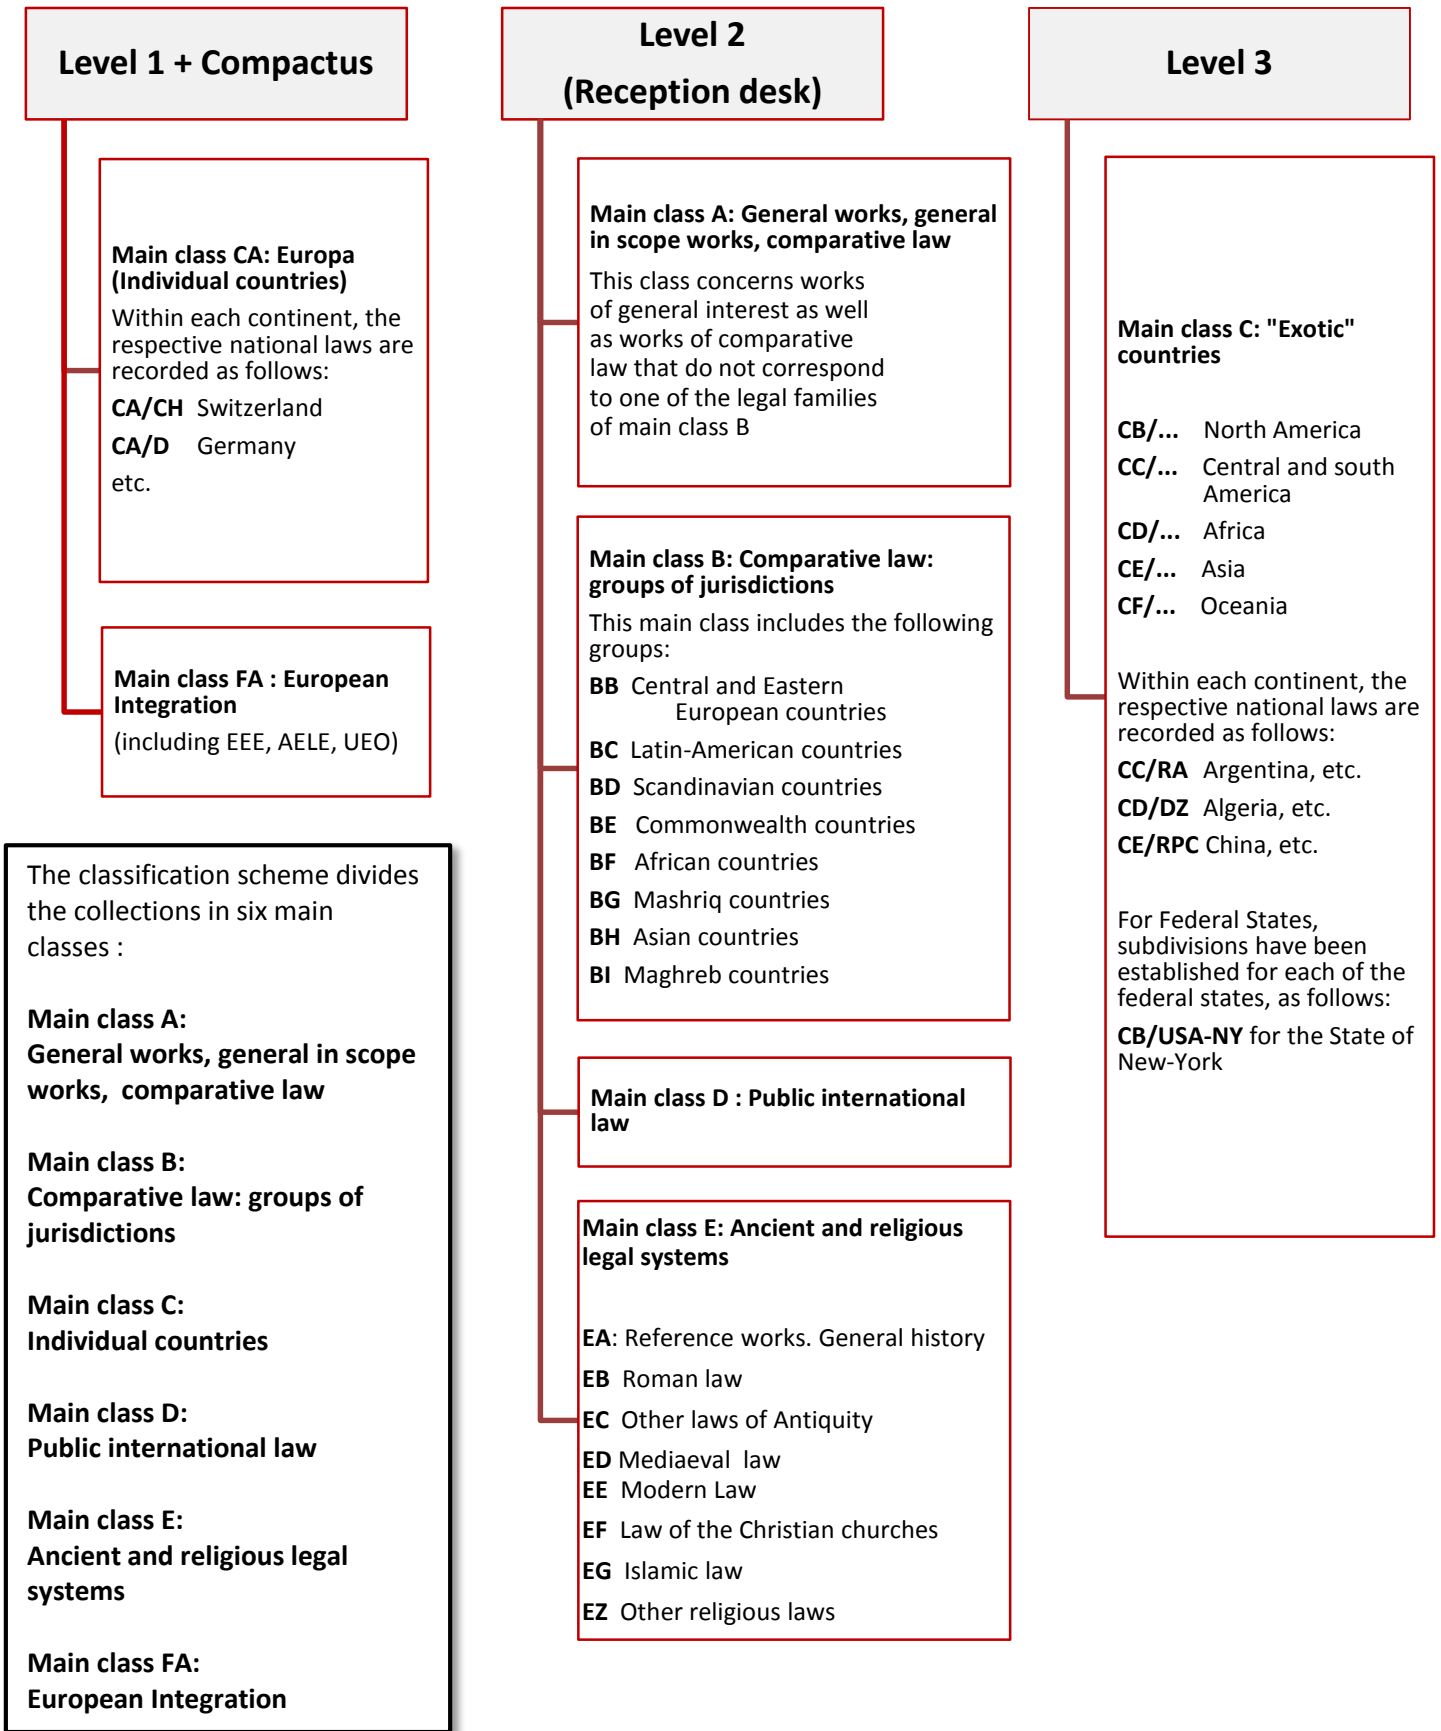 Level 1 + Compactus
Main class CA: Europa
(Individual countries)
Within each continent, the
respective national laws are
recorded as follows:
CA/CH Switzerland
CA/D Germany
etc.
Main class FA : European
Integration
(including EEE, AELE, UEO)
The classification scheme divides
the collections in six main
classes :
Main class A:
General works, general in scope
works, comparative law
Main class B:
Comparative law: groups of
jurisdictions
Main class C:
Individual countries
Main class D:
Public international law
Main class E:
Ancient and religious legal
systems
Main class FA:
European Integration
Level 2
(Reception desk)
Main class A: General works, general
in scope works, comparative law
This class concerns works
of general interest as well
as works of comparative
law that do not correspond
to one of the legal families
of main class B
Main class B: Comparative law:
groups of jurisdictions
This main class includes the following
groups:
BB Central and Eastern
European countries
BC Latin-American countries
BD Scandinavian countries
BE Commonwealth countries
BF African countries
BG Mashriq countries
BH Asian countries
BI Maghreb countries
Main class D : Public international
law
Main class E: Ancient and religious
legal systems
EA: Reference works. General history
EB Roman law
EC Other laws of Antiquity
ED Mediaeval law
EE Modern Law
EF Law of the Christian churches
EG Islamic law
EZ Other religious laws
Level 3
Main class C: "Exotic"
countries
CB/... North America
CC/... Central and south
America
CD/... Africa
CE/... Asia
CF/... Oceania
Within each continent, the
respective national laws are
recorded as follows:
CC/RA Argentina, etc.
CD/DZ Algeria, etc.
CE/RPC China, etc.
For Federal States,
subdivisions have been
established for each of the
federal states, as follows:
CB/USA-NY for the State of
New-York